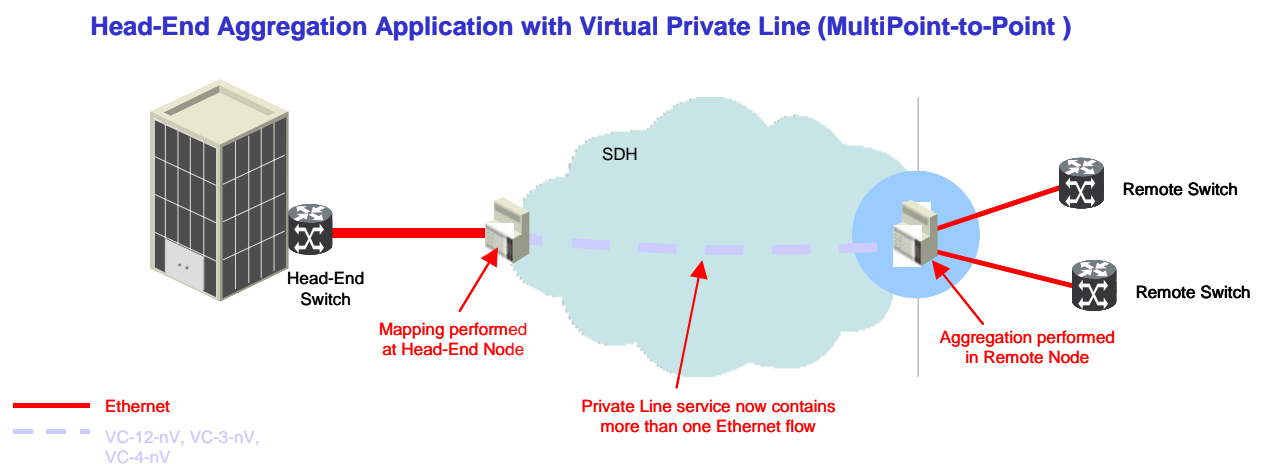 Head-End Aggregation Application with Virtual Private Line (MultiPoint-to-Point )
SDH
Remote Switch
Head-End
Switch
Remote Switch
Mapping performed
at Head-End Node
Aggregation performed
in Remote Node
Private Line service now contains
more than one Ethernet flow
Ethernet
VC-12-nV, VC-3-nV,
VC-4-nV